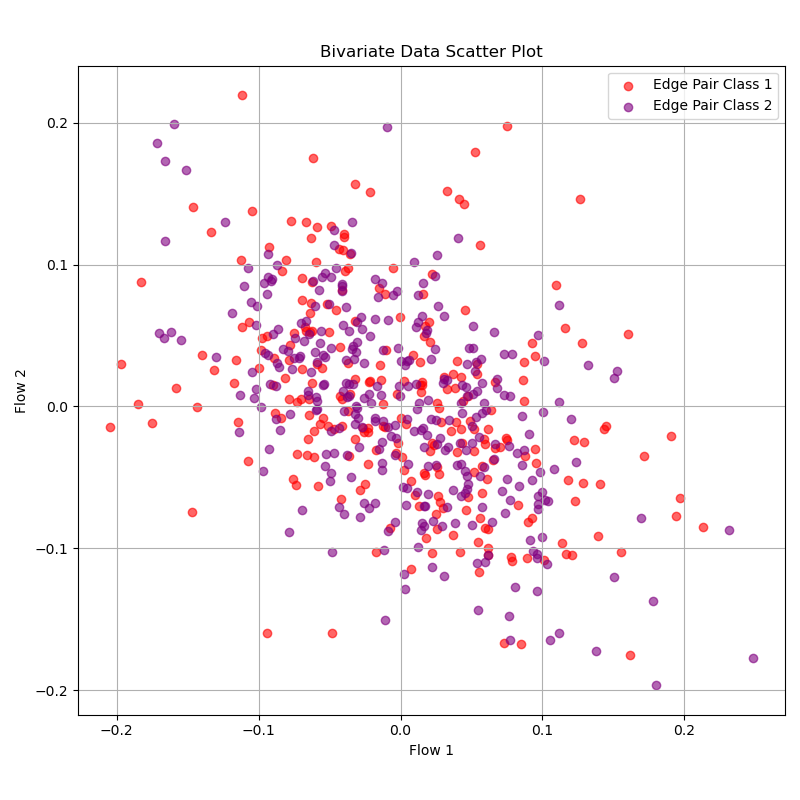 Bivariate Data Scatter Plot
Edge Pair Class 1
Edge Pair Class 2
Flow 2
0.2
0.1
0.0
−0.1
−0.2
−0.2
−0.1
0.0
0.1
0.2
Flow 1